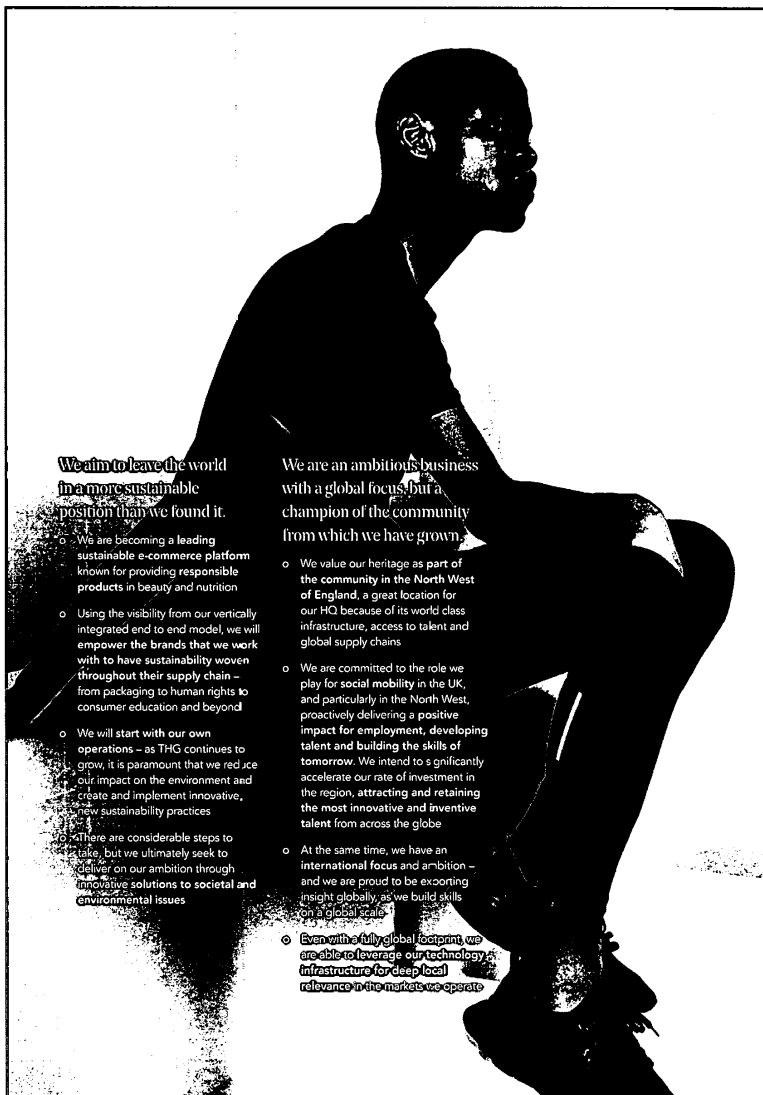 We aim to leave the world
in a more sustainable
position than we found it.
o We are becoming a leading
sustainable e-commerce platform
known for providing responsible
products in beauty and nutrition
o Using the visibility from our vertically
integrated end to end model, we will
empower the brands that we work
with to have sustainability woven
throughout their supply chain –
from packaging to human rights to
consumer education and beyond
o We will start with our own
operations – as THG continues to
grow, it is paramount that we reduce
our impact on the environment and
create and implement innovative,
new sustainability practices
o There are considerable steps to
take, but we ultimately seek to
deliver on our ambition through
innovative solutions to societal and
environmental issues
We are an ambitious business
with a global focus, but a
champion of the community
from which we have grown.
o We value our heritage as part of
the community in the North West
of England, a great location for
our HQ because of its world class
infrastructure, access to talent and
global supply chains
o We are committed to the role we
play for social mobility in the UK,
and particularly in the North West,
proactively delivering a positive
impact for employment, developing
talent and building the skills of
tomorrow. We intend to significantly
accelerate our rate of investment in
the region, attracting and retaining
the most innovative and inventive
talent from across the globe
o At the same time, we have an
international focus and ambition –
and we are proud to be exporting
insight globally, as we build skills
on a global scale
o Even with a fully global footprint, we
are able to leverage our technology
infrastructure for deep local
relevance in the markets we operate